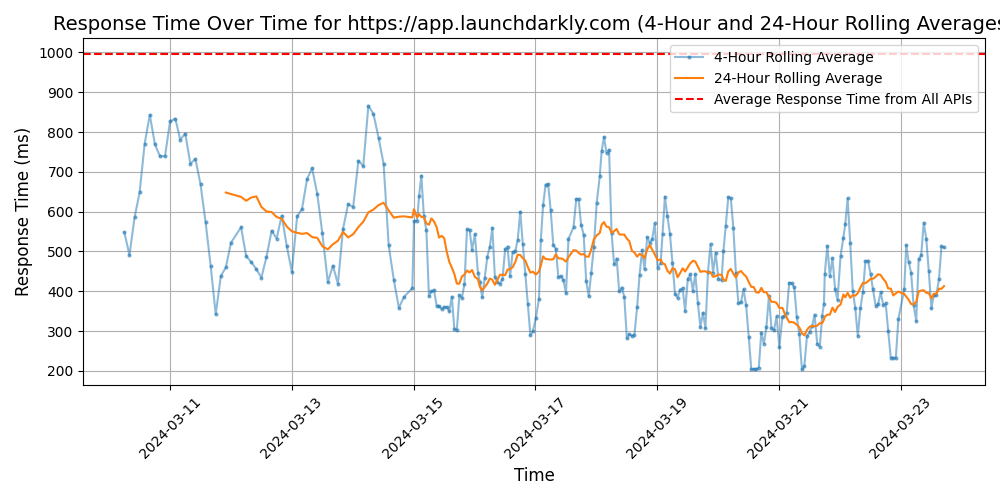 Response Time Over Time for https://app.launchdarkly.com (4-Hour and 24-Hour Rolling Averages
4-Hour Rolling Average
24-Hour Rolling Average
Average Response Time from All APIs
Response Time (ms)
1000
900
800
700
600
500
400
300
200
2024-03-11
2024-03-13
2024-03-15
2024-03-17
2024-03-19
2024-03-21
2024-03-23
Time